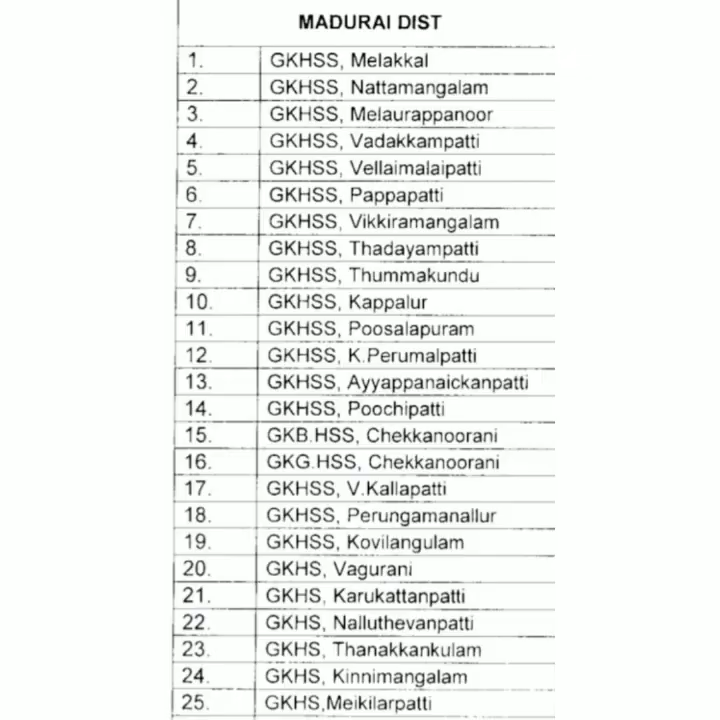 MADURAI DIST
1. GKHSS, Melakkal
2. GKHSS, Nattamangalam
3. GKHSS, Melaurappanoor
4. GKHSS, Vadakkampatti
5. GKHSS, Vellaimalaipatti
6. GKHSS, Pappapatti
7. GKHSS, Vikkiramangalam
8. GKHSS, Thadayampatti
9. GKHSS, Thummakundu
10. GKHSS, Kappalur
11. GKHSS, Poosalapuram
12. GKHSS, K.Perumalpatti
13. GKHSS, Ayyappanaickanpatti
14. GKHSS, Poochipatti
15. GKB.HSS, Chekkanoorani
16. GKG.HSS, Chekkanoorani
17. GKHSS, V.Kallapatti
18. GKHSS, Perungamanallur
19. GKHSS, Kovilangulam
20. GKHS, Vagurani
21. GKHS, Karukattanpatti
22. GKHS, Nalluthevanpatti
23. GKHS, Thanakkankulam
24. GKHS, Kinnimangalam
25. GKHS,Meikilarpatti